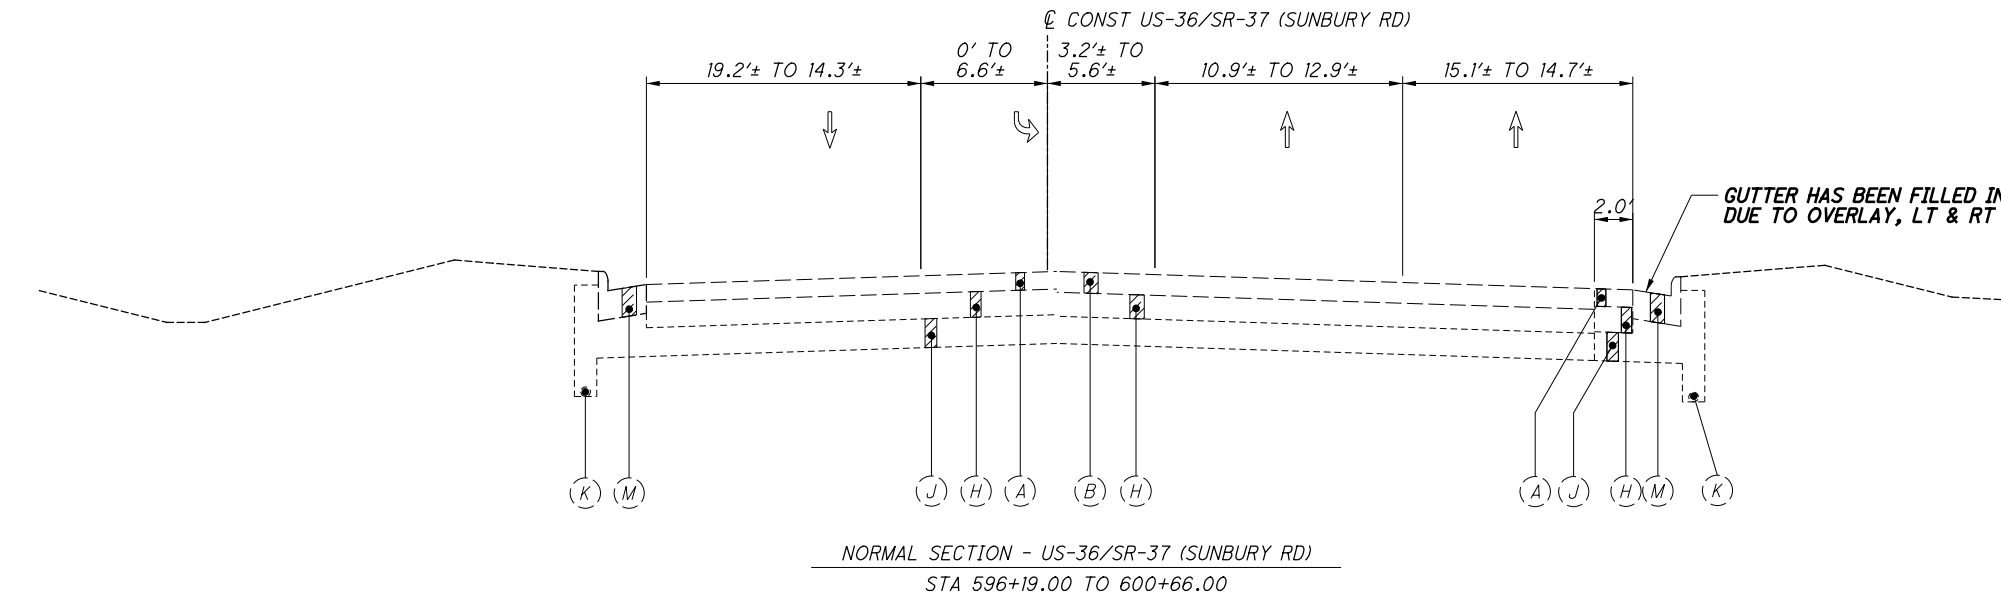 ℄ CONST US-36/SR-37 (SUNBURY RD)
0' TO
6.6'±
3.2'± TO
5.6'±
19.2'± TO 14.3'±
10.9'± TO 12.9'±
15.1'± TO 14.7'±
GUTTER HAS BEEN FILLED IN
DUE TO OVERLAY, LT & RT
2.0'
K
M
J
H
A
B
H
A
J
H
M
K
NORMAL SECTION - US-36/SR-37 (SUNBURY RD)
STA 596+19.00 TO 600+66.00